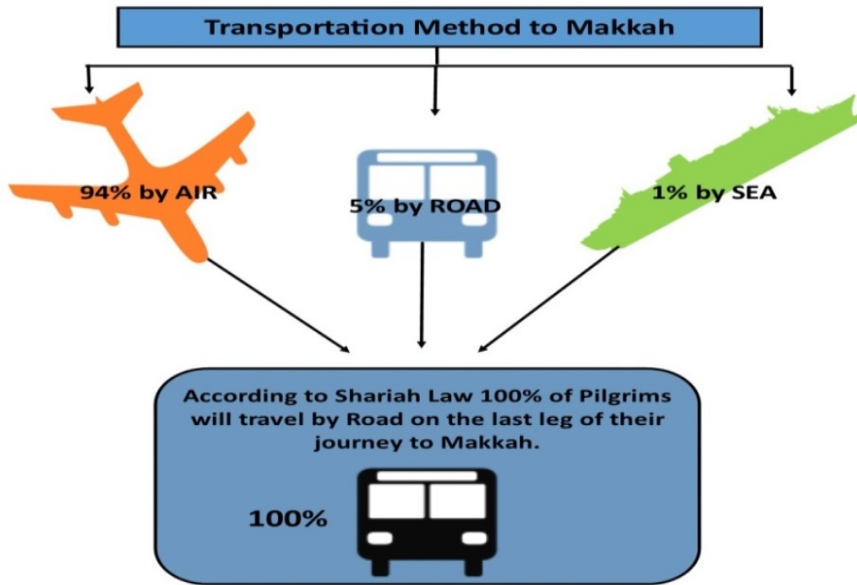 Transportation Method to Makkah
94% by AIR
5% by ROAD
1% by SEA
According to Shariah Law 100% of Pilgrims
will travel by Road on the last leg of their
journey to Makkah.
100%